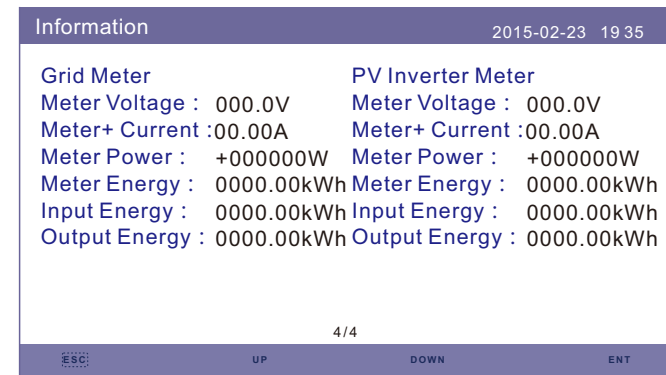 Information 2015-02-23 19 35
Grid Meter PV Inverter Meter
Meter Voltage : 000.0V Meter Voltage : 000.0V
Meter+ Current :00.00A Meter+ Current :00.00A
Meter Power : +000000W Meter Power : +000000W
Meter Energy : 0000.00kWh Meter Energy : 0000.00kWh
Input Energy : 0000.00kWh Input Energy : 0000.00kWh
Output Energy : 0000.00kWh Output Energy : 0000.00kWh
4/4
ESC UP DOWN ENT